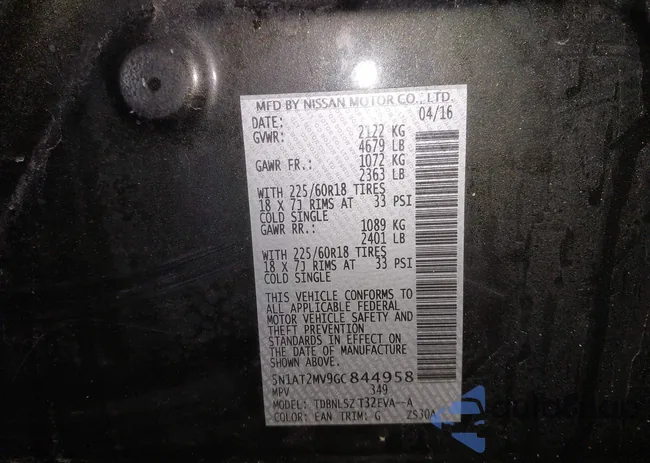 MFD BY NISSAN MOTOR CO., LTD.
DATE: 04/16
GVWR: 2122 KG
4679 LB
GAWR FR.: 1072 KG
2363 LB
WITH 225/60R18 TIRES
18 X 7J RIMS AT 33 PSI
COLD SINGLE
GAWR RR.: 1089 KG
2401 LB
WITH 225/60R18 TIRES
18 X 7J RIMS AT 33 PSI
COLD SINGLE
THIS VEHICLE CONFORMS TO
ALL APPLICABLE FEDERAL
MOTOR VEHICLE SAFETY AND
THEFT PREVENTION
STANDARDS IN EFFECT ON
THE DATE OF MANUFACTURE
SHOWN ABOVE.
5N1AT2MV9GC844958
MPV 349
MODEL: TDBNLSZ T32EVA--A
COLOR: EAN TRIM: G ZS30A